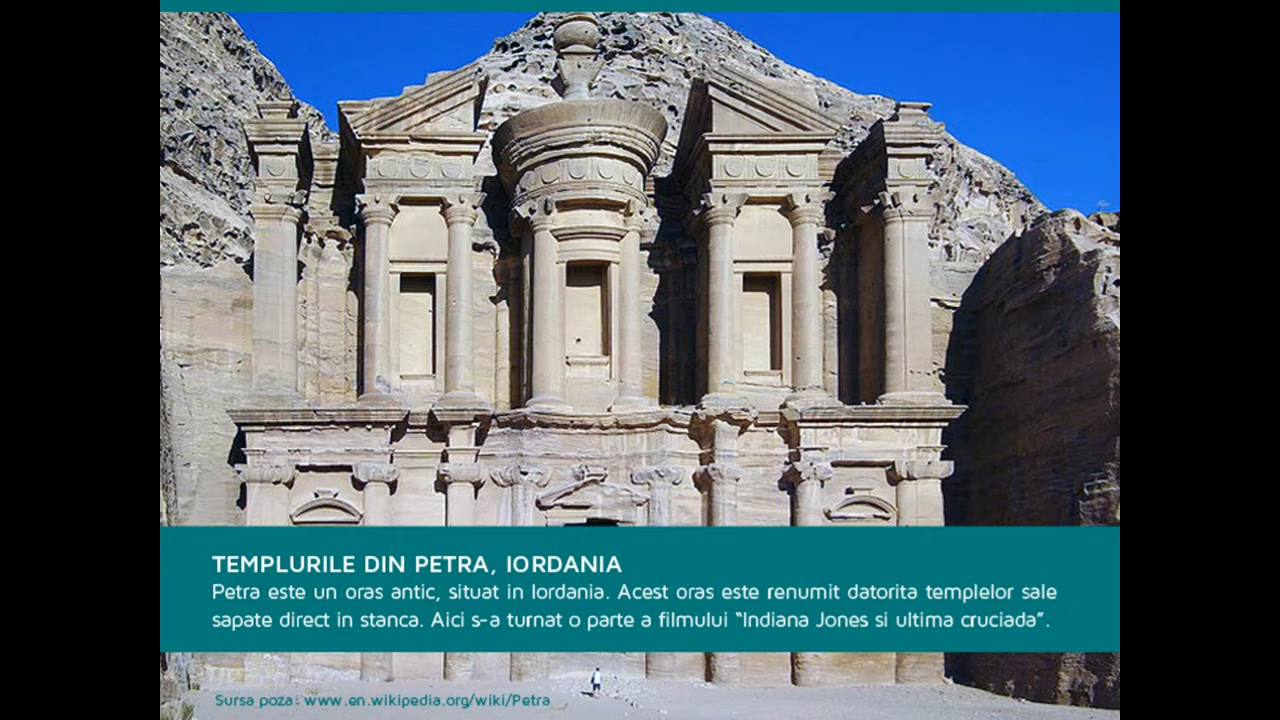 TEMPLURILE DIN PETRA, IORDANIA
Petra este un oras antic, situat in Iordania. Acest oras este renumit datorita templelor sale
sapate direct in stanca. Aici s-a turnat o parte a filmului “Indiana Jones si ultima cruciada”.
Sursa poza: www.en.wikipedia.org/wiki/Petra